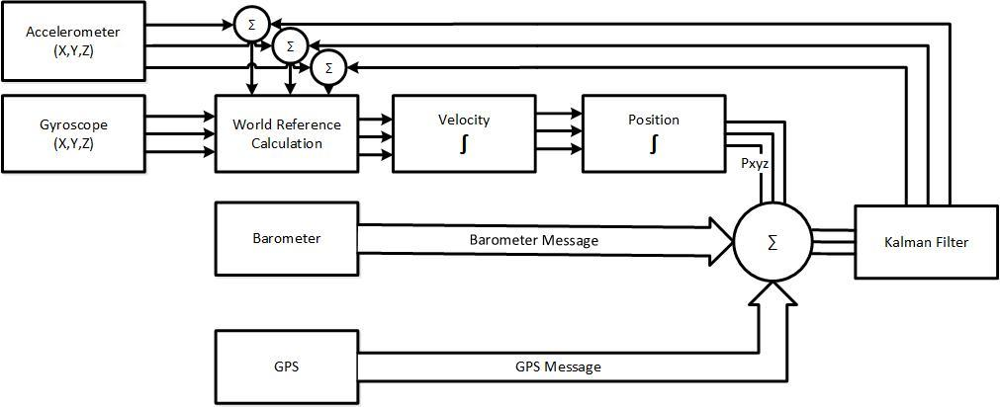 Accelerometer
(X,Y,Z)
Σ
Σ
Σ
Gyroscope
(X,Y,Z)
World Reference
Calculation
Velocity
∫
Position
∫
Pxyz
Barometer
Barometer Message
Σ
Kalman Filter
GPS
GPS Message